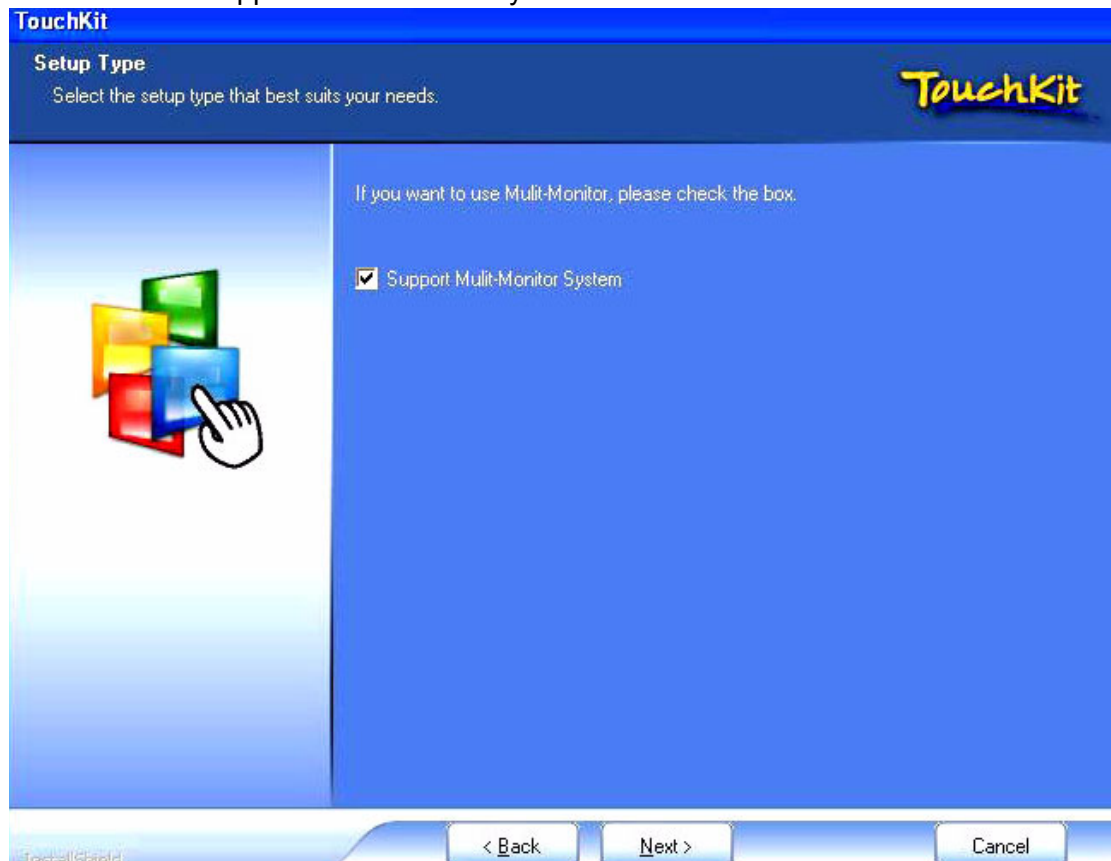 TouchKit
Setup Type
Select the setup type that best suits your needs.
TouchKit
If you want to use Mulit-Monitor, please check the box.
Support Mulit-Monitor System
InstallShield
< Back Next > Cancel